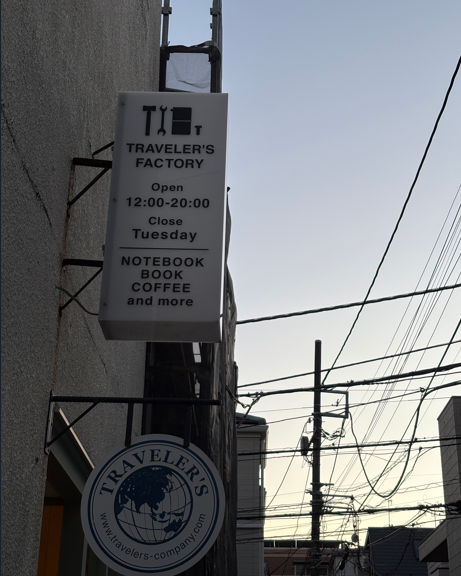 TRAVELER'S
FACTORY
Open
12:00-20:00
Close
Tuesday
NOTEBOOK
BOOK
COFFEE
and more
TRAVELER'S
www.travelers-company.com